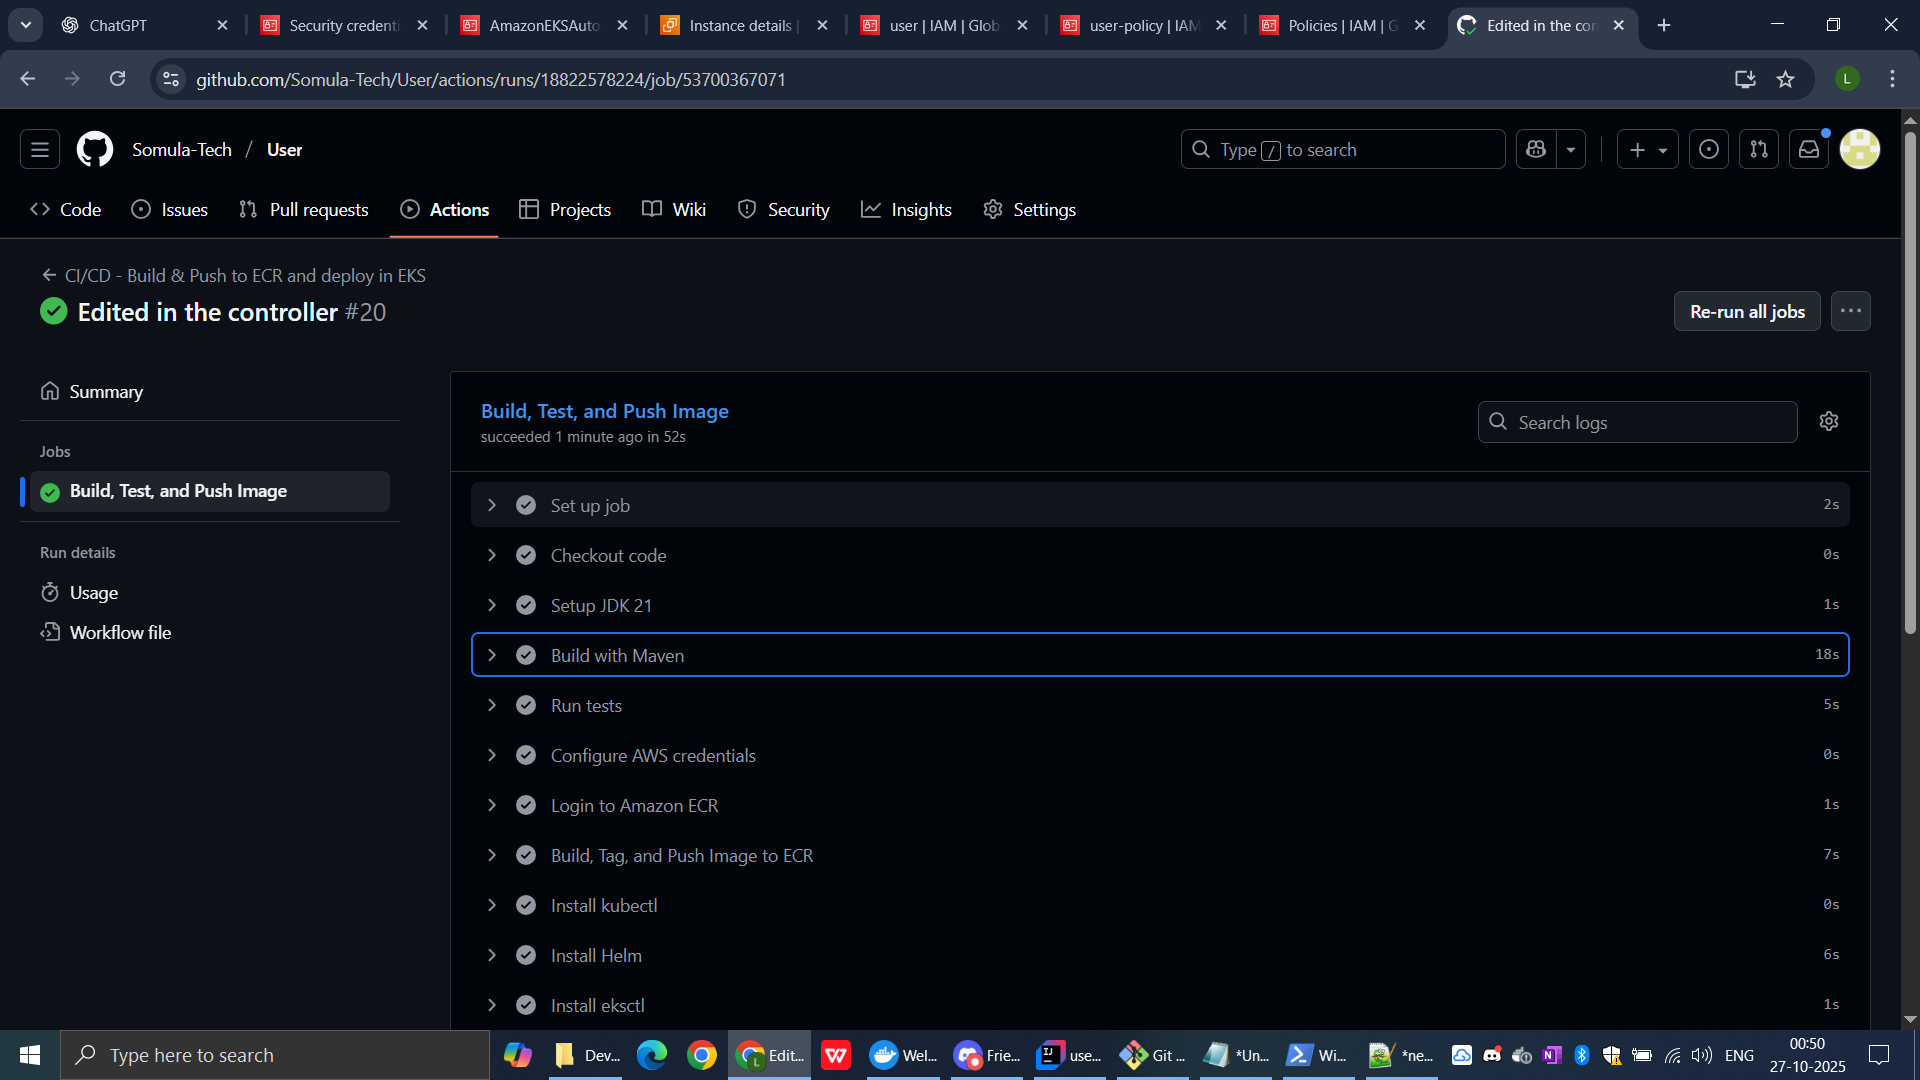 ChatGPT
Security credenti
AmazonEKSAuto
Instance details |
user | IAM | Glob
user-policy | IAM
Policies | IAM | G
Edited in the con
github.com/Somula-Tech/User/actions/runs/18822578224/job/53700367071
L
Somula-Tech / User
Type / to search
Code
Issues
Pull requests
Actions
Projects
Wiki
Security
Insights
Settings
CI/CD - Build & Push to ECR and deploy in EKS
Edited in the controller #20
Re-run all jobs
Summary
Jobs
Build, Test, and Push Image
Run details
Usage
Workflow file
Build, Test, and Push Image
succeeded 1 minute ago in 52s
Search logs
Set up job 2s
Checkout code 0s
Setup JDK 21 1s
Build with Maven 18s
Run tests 5s
Configure AWS credentials 0s
Login to Amazon ECR 1s
Build, Tag, and Push Image to ECR 7s
Install kubectl 0s
Install Helm 6s
Install eksctl 1s
Type here to search
Dev...
Edit...
Wel...
Frie...
use...
Git ...
*Un...
Wi...
*ne...
ENG
00:50
27-10-2025